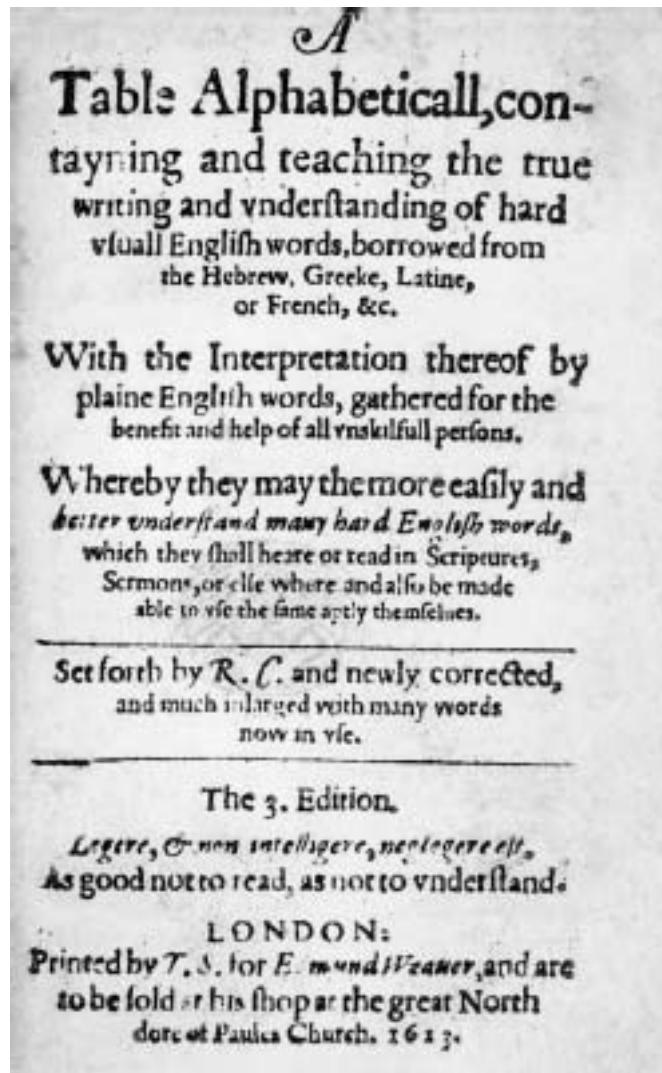 A
Table Alphabeticall, con-
tayning and teaching the true
writing and vnderſtanding of hard
vſuall Engliſh words, borrowed from
the Hebrew, Greeke, Latine,
or French, &c.
With the Interpretation thereof by
plaine Engliſh words, gathered for the
benefit and help of all vnskilfull perſons.
Whereby they may the more eaſily and
better vnderſtand many hard Engliſh words,
which they ſhall heare or read in Scriptures,
Sermons, or elſe where and alſo be made
able to vſe the ſame aptly themſelues.
Set forth by R. C. and newly corrected,
and much inlarged with many words
now in vſe.
The 3. Edition.
Legere, & non intelligere, neglegere eſt.
As good not to read, as not to vnderſtand.
LONDON:
Printed by T. S. for Edmund Weauer, and are
to be ſold at his ſhop at the great North
dore of Paules Church. 1613.